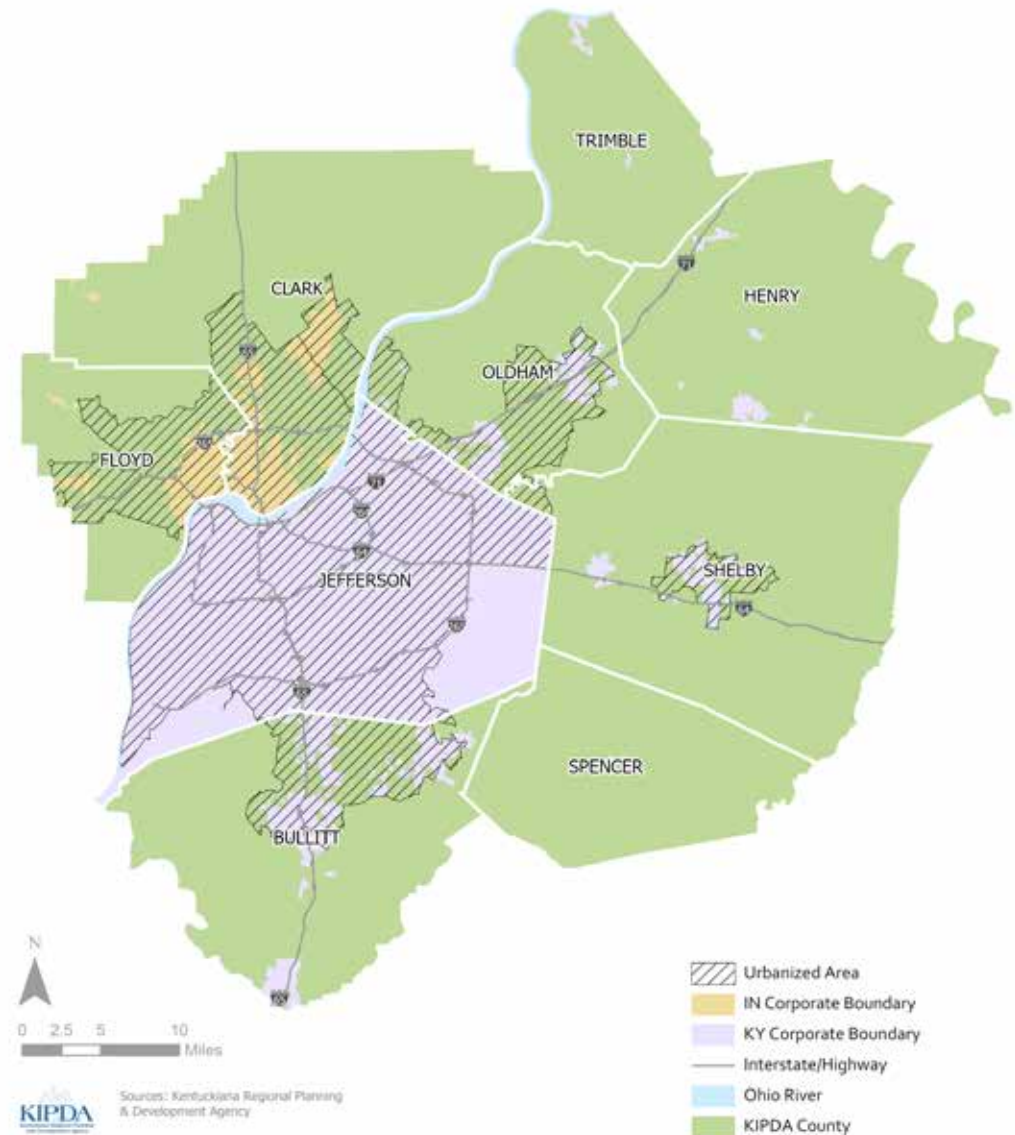 TRIMBLE
HENRY
CLARK
OLDHAM
FLOYD
SHELBY
JEFFERSON
SPENCER
BULLITT
N
0 2.5 5 10
Miles
Urbanized Area
IN Corporate Boundary
KY Corporate Boundary
Interstate/Highway
Ohio River
KIPDA County
KIPDA
Sources: Kentuckiana Regional Planning
& Development Agency